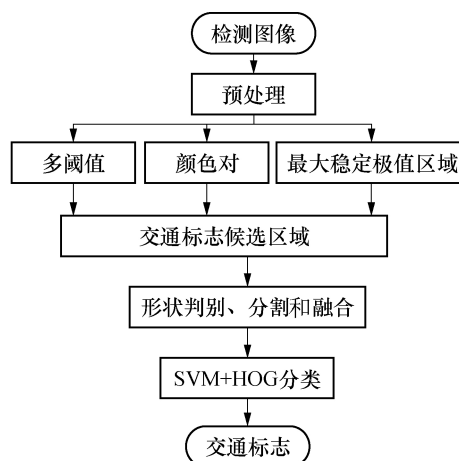 检测图像
预处理
多阈值
颜色对
最大稳定极值区域
交通标志候选区域
形状判别、分割和融合
SVM+HOG分类
交通标志